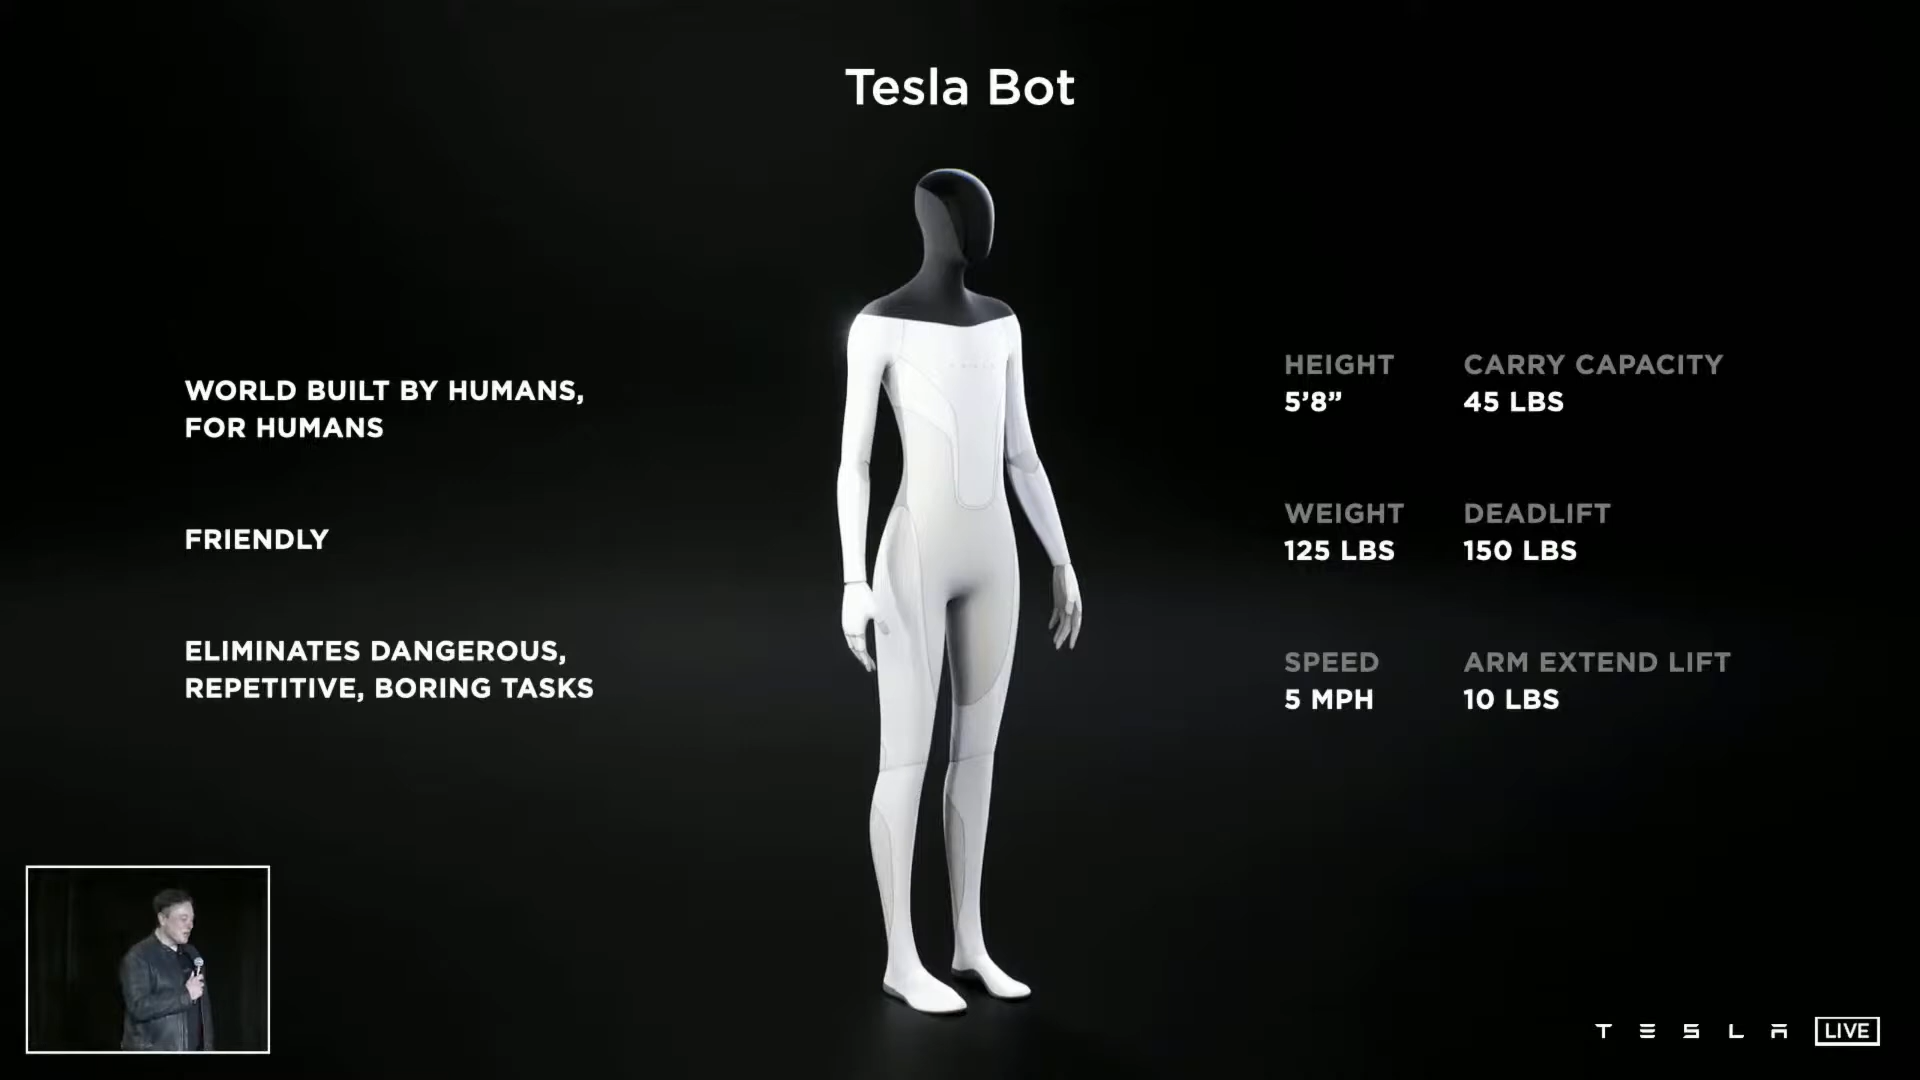 Tesla Bot
WORLD BUILT BY HUMANS,
FOR HUMANS
FRIENDLY
ELIMINATES DANGEROUS,
REPETITIVE, BORING TASKS
HEIGHT
5’8”
CARRY CAPACITY
45 LBS
WEIGHT
125 LBS
DEADLIFT
150 LBS
SPEED
5 MPH
ARM EXTEND LIFT
10 LBS
TESLA LIVE